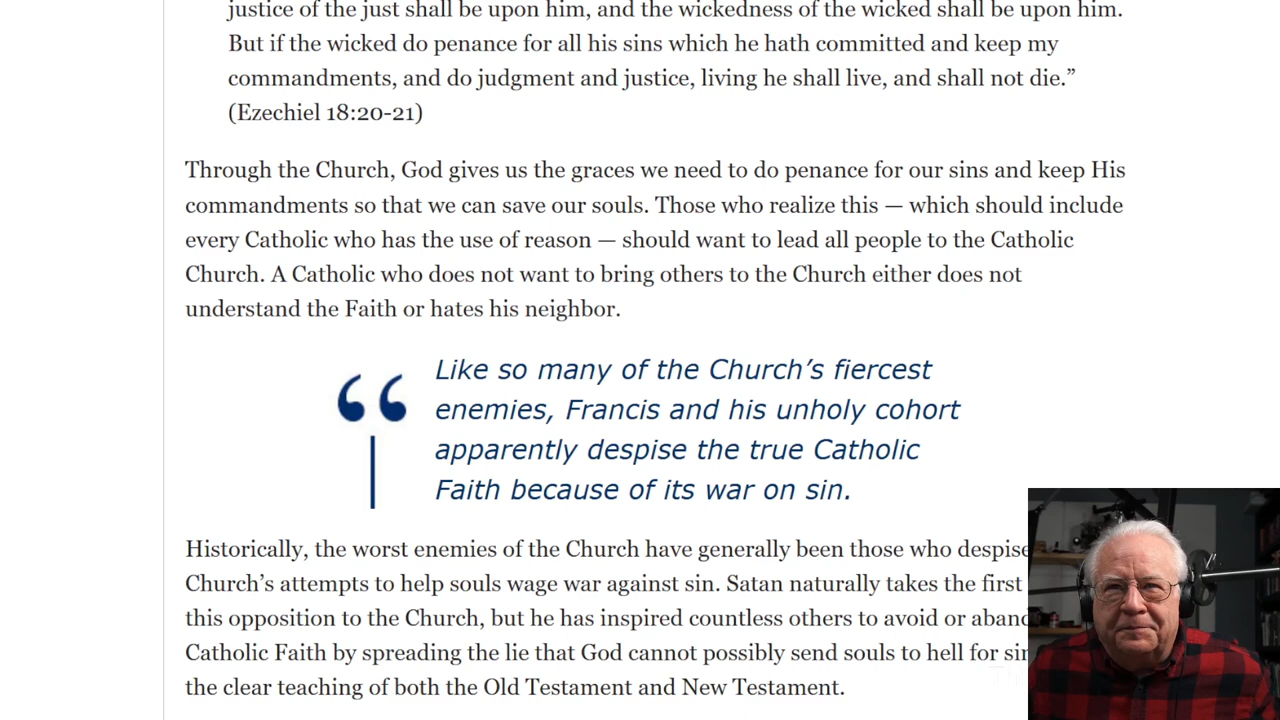 justice of the just shall be upon him, and the wickedness of the wicked shall be upon him.
But if the wicked do penance for all his sins which he hath committed and keep my
commandments, and do judgment and justice, living he shall live, and shall not die.”
(Ezechiel 18:20-21)
Through the Church, God gives us the graces we need to do penance for our sins and keep His
commandments so that we can save our souls. Those who realize this — which should include
every Catholic who has the use of reason — should want to lead all people to the Catholic
Church. A Catholic who does not want to bring others to the Church either does not
understand the Faith or hates his neighbor.
“
Like so many of the Church’s fiercest
enemies, Francis and his unholy cohort
apparently despise the true Catholic
Faith because of its war on sin.
Historically, the worst enemies of the Church have generally been those who despise
Church’s attempts to help souls wage war against sin. Satan naturally takes the first
this opposition to the Church, but he has inspired countless others to avoid or
Catholic Faith by spreading the lie that God cannot possibly send souls to hell for
the clear teaching of both the Old Testament and New Testament.